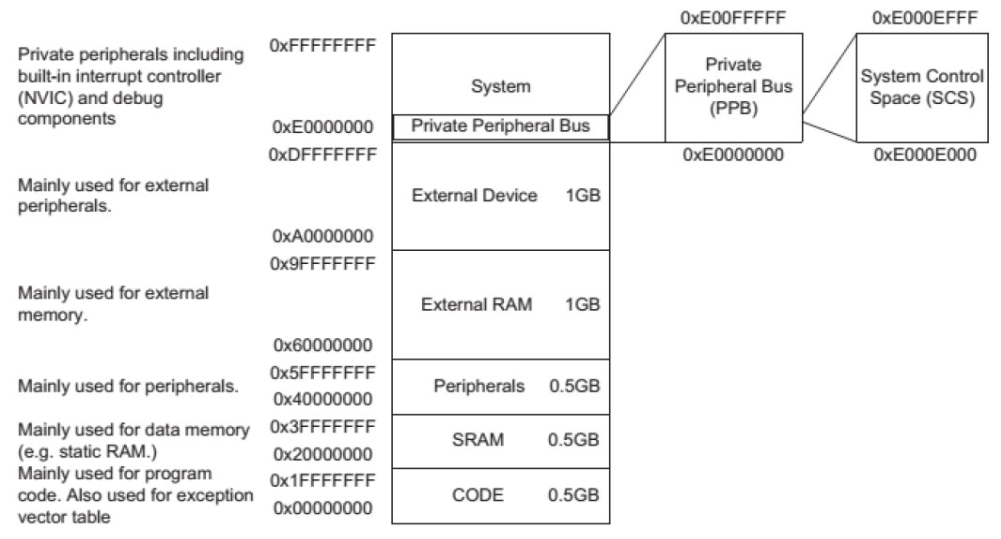 0xE00FFFFF
0xE000EFFF
0xFFFFFFFF
Private peripherals including
built-in interrupt controller
(NVIC) and debug
components
System
Private
Peripheral Bus
(PPB)
System Control
Space (SCS)
0xE0000000
Private Peripheral Bus
0xDFFFFFFF
0xE0000000
0xE000E000
Mainly used for external
peripherals.
External Device 1GB
0xA0000000
0x9FFFFFFF
Mainly used for external
memory.
External RAM 1GB
0x60000000
0x5FFFFFFF
Mainly used for peripherals.
Peripherals 0.5GB
0x40000000
0x3FFFFFFF
Mainly used for data memory
(e.g. static RAM.)
SRAM 0.5GB
0x20000000
0x1FFFFFFF
Mainly used for program
code. Also used for exception
vector table
CODE 0.5GB
0x00000000